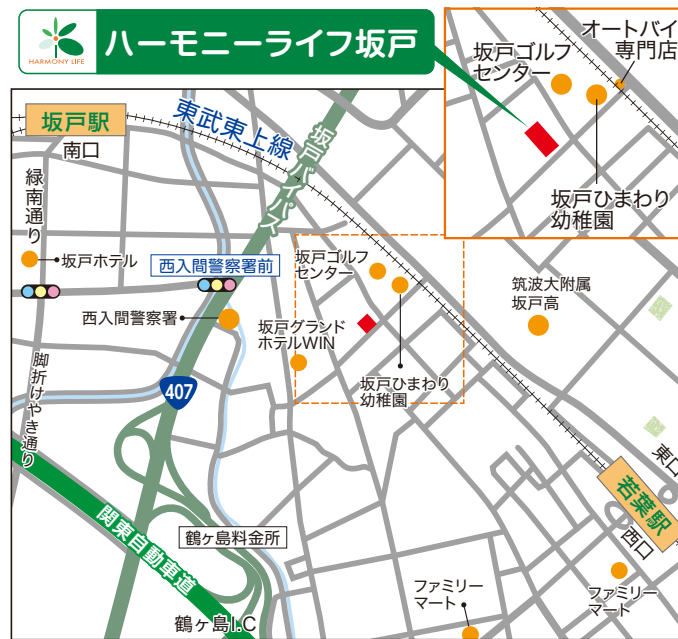 HARMONY LIFE
ハーモニーライフ坂戸
坂戸ゴルフ
センター
オートバイ
専門店
坂戸ひまわり
幼稚園
坂戸駅
南口
東武東上線
坂戸バイパス
緑南通り
坂戸ホテル
西入間警察署前
西入間警察署
坂戸ゴルフ
センター
坂戸グランド
ホテルWIN
坂戸ひまわり
幼稚園
筑波大附属
坂戸高
407
脚折けやき通り
関東自動車道
鶴ヶ島料金所
鶴ヶ島I.C
東口
若葉駅
西口
ファミリー
マート
ファミリー
マート